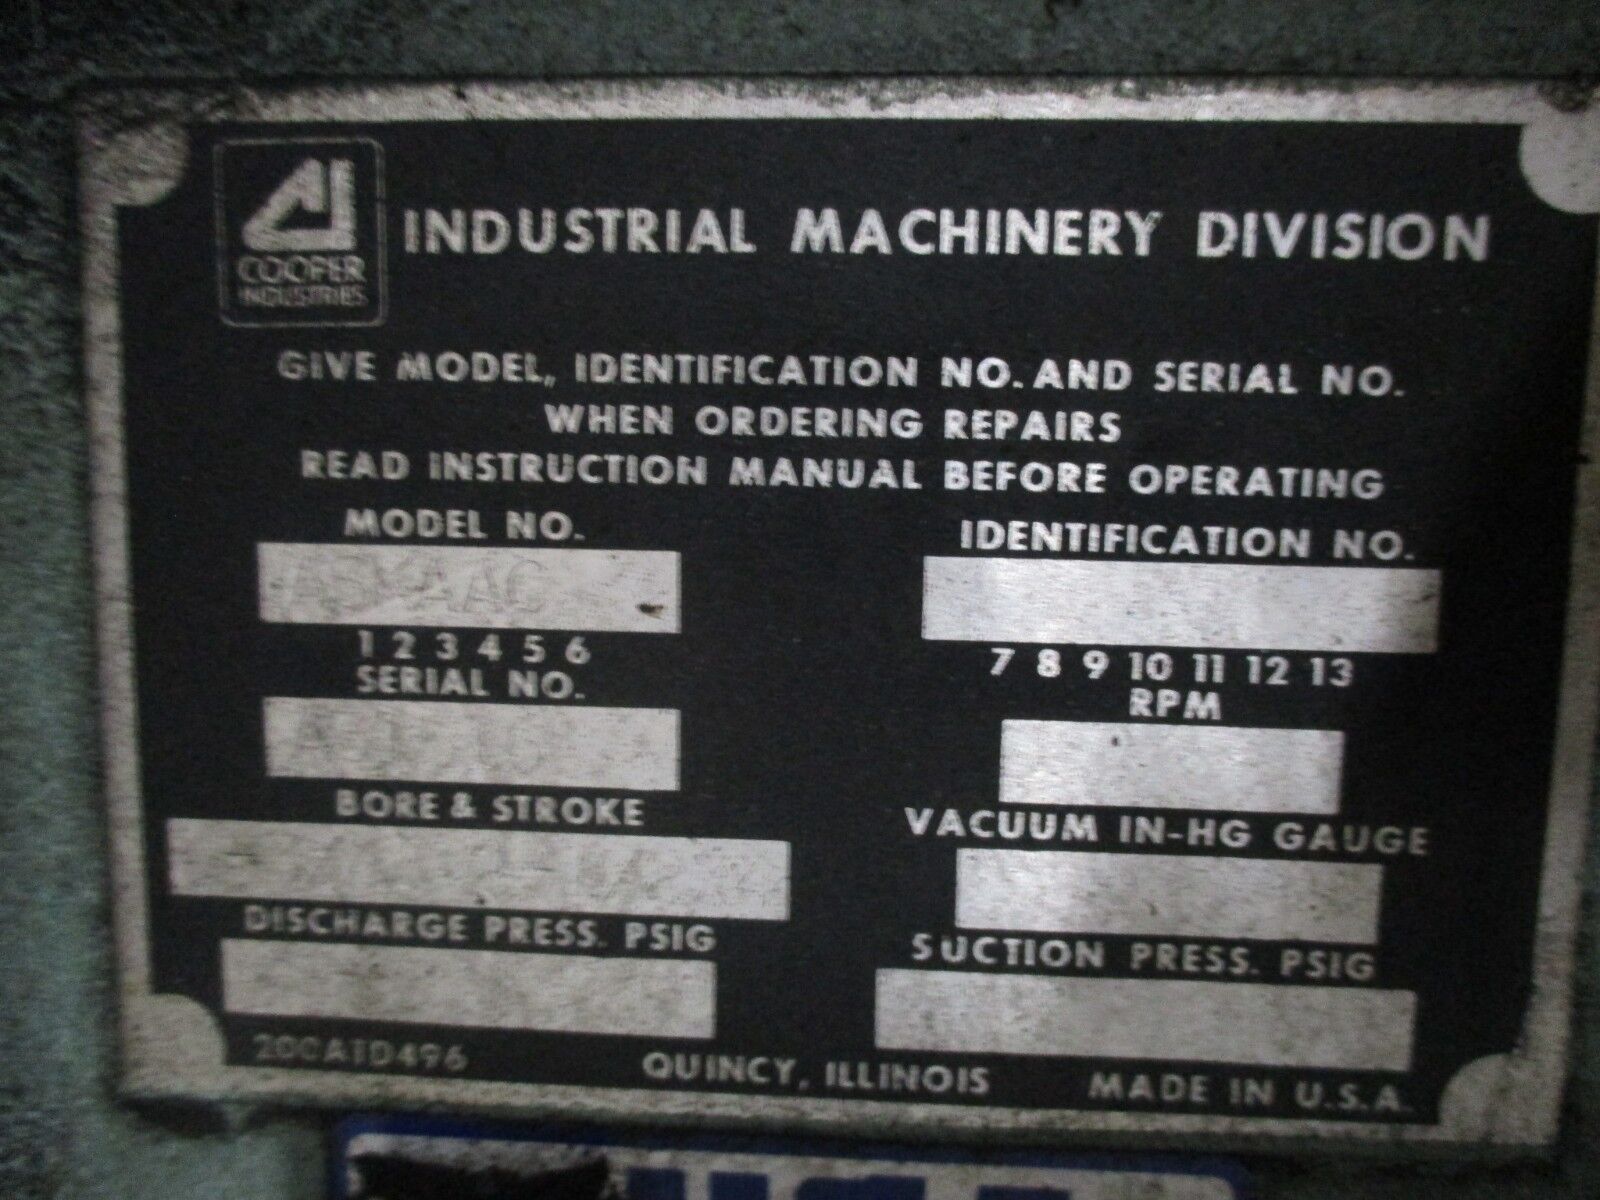 COOPER
INDUSTRIES
INDUSTRIAL MACHINERY DIVISION
GIVE MODEL, IDENTIFICATION NO. AND SERIAL NO.
WHEN ORDERING REPAIRS
READ INSTRUCTION MANUAL BEFORE OPERATING
MODEL NO.
IDENTIFICATION NO.
1 2 3 4 5 6
7 8 9 10 11 12 13
SERIAL NO.
RPM
BORE & STROKE
VACUUM IN-HG GAUGE
DISCHARGE PRESS. PSIG
SUCTION PRESS. PSIG
200A1D496
QUINCY, ILLINOIS
MADE IN U.S.A.